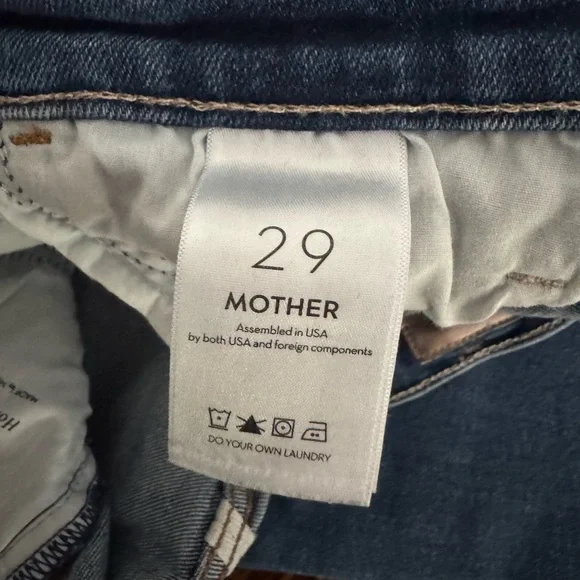 29
MOTHER
Assembled in USA
by both USA and foreign components
DO YOUR OWN LAUNDRY